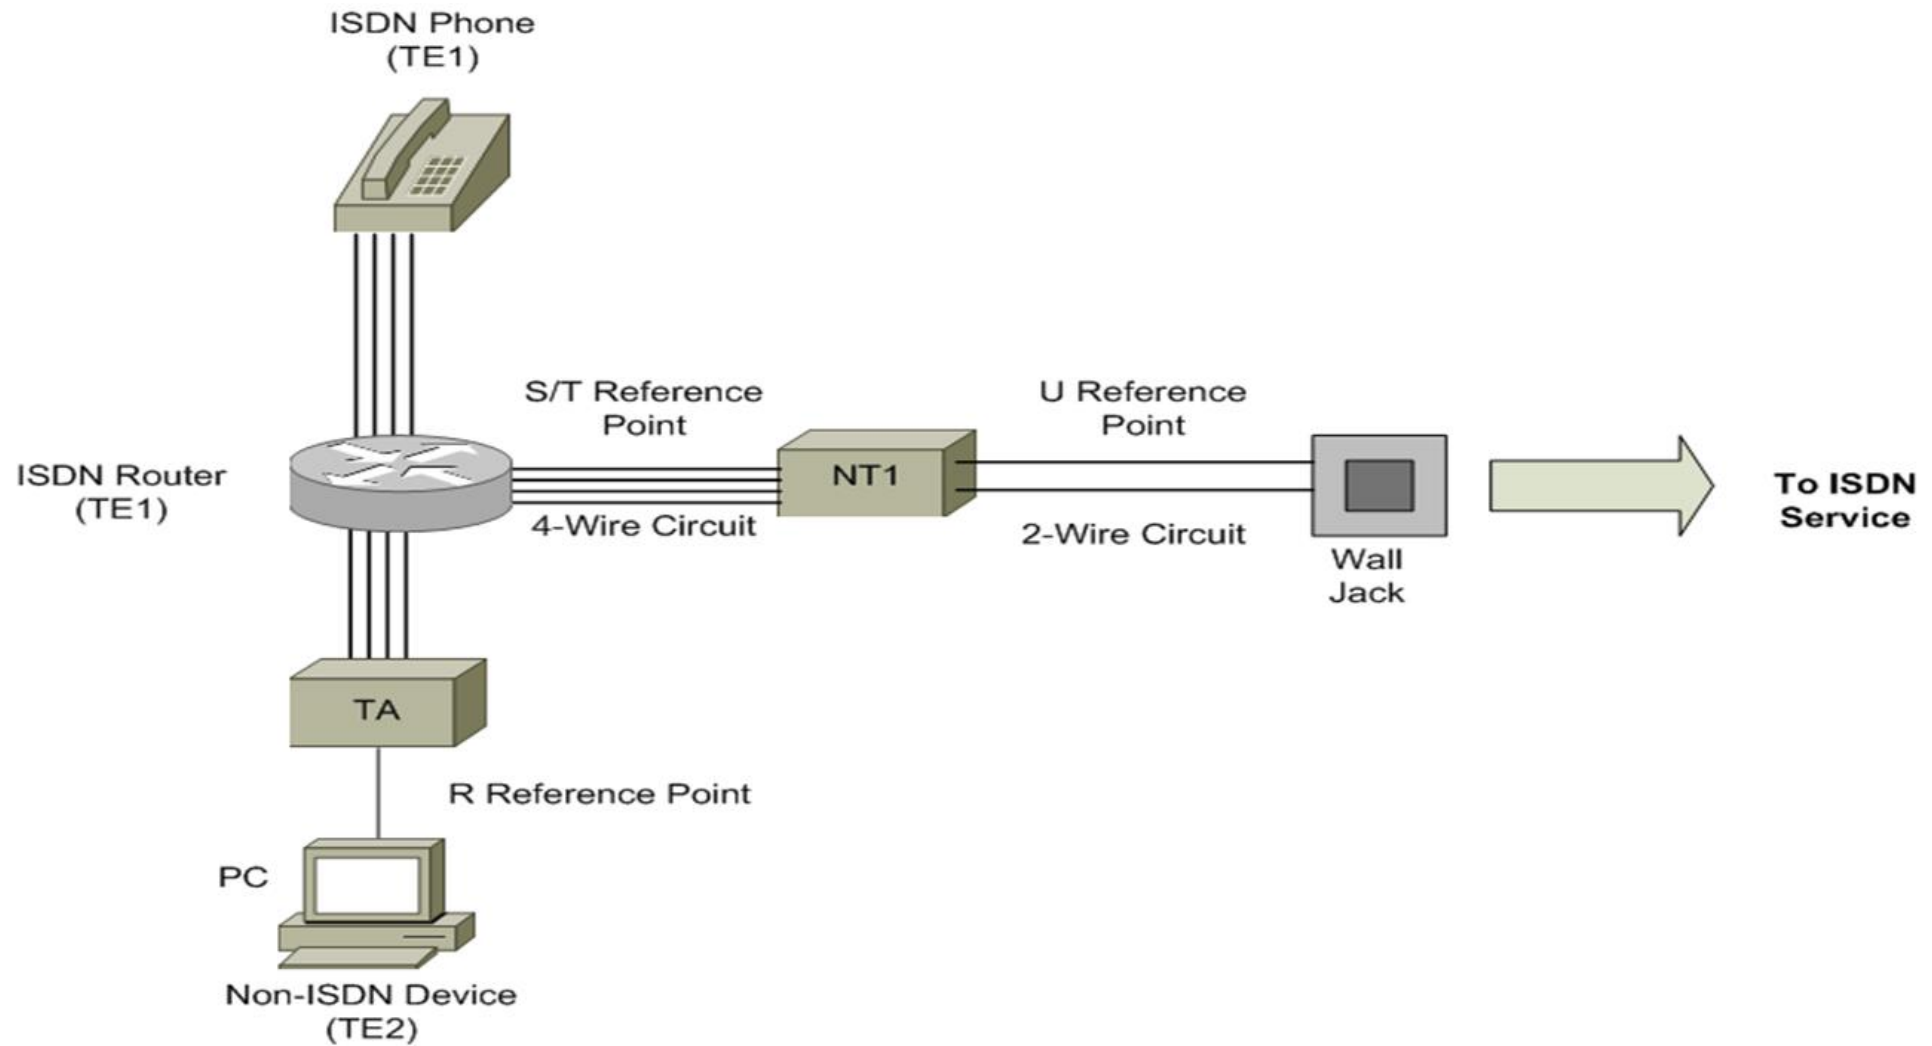 ISDN Phone
(TE1)
S/T Reference
Point
U Reference
Point
ISDN Router
(TE1)
NT1
To ISDN
Service
4-Wire Circuit
2-Wire Circuit
Wall
Jack
TA
R Reference Point
PC
Non-ISDN Device
(TE2)